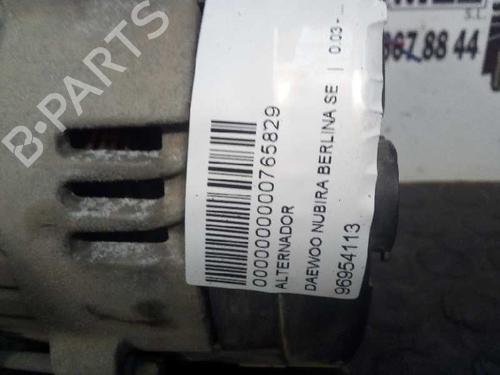 B-PARTS
0000000000765829
ALTERNADOR
DAEWOO NUBIRA BERLINA SE | 0.03 - ...
96954113
S.L.
867 88 44